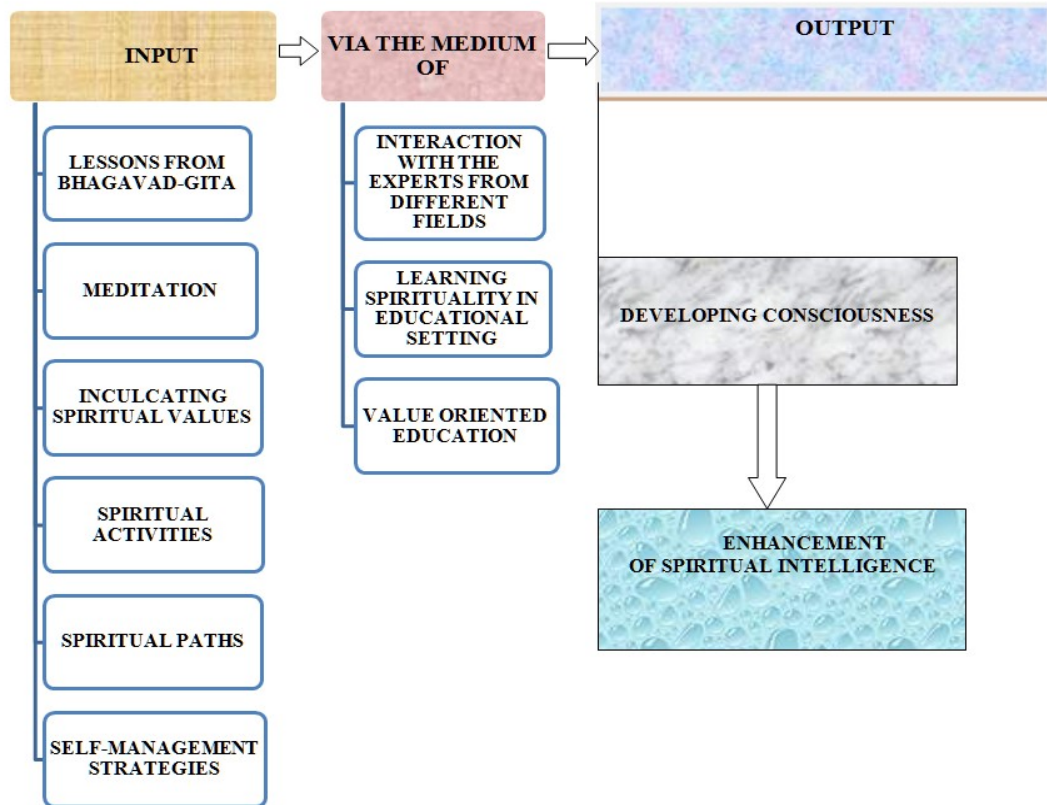 INPUT
VIA THE MEDIUM
OF
OUTPUT
LESSONS FROM
BHAGAVAD-GITA
MEDITATION
INCULCATING
SPIRITUAL VALUES
SPIRITUAL
ACTIVITIES
SPIRITUAL PATHS
SELF-MANAGEMENT
STRATEGIES
INTERACTION
WITH THE
EXPERTS FROM
DIFFERENT
FIELDS
LEARNING
SPIRITUALITY IN
EDUCATIONAL
SETTING
VALUE ORIENTED
EDUCATION
DEVELOPING CONSCIOUSNESS
ENHANCEMENT
OF SPIRITUAL INTELLIGENCE